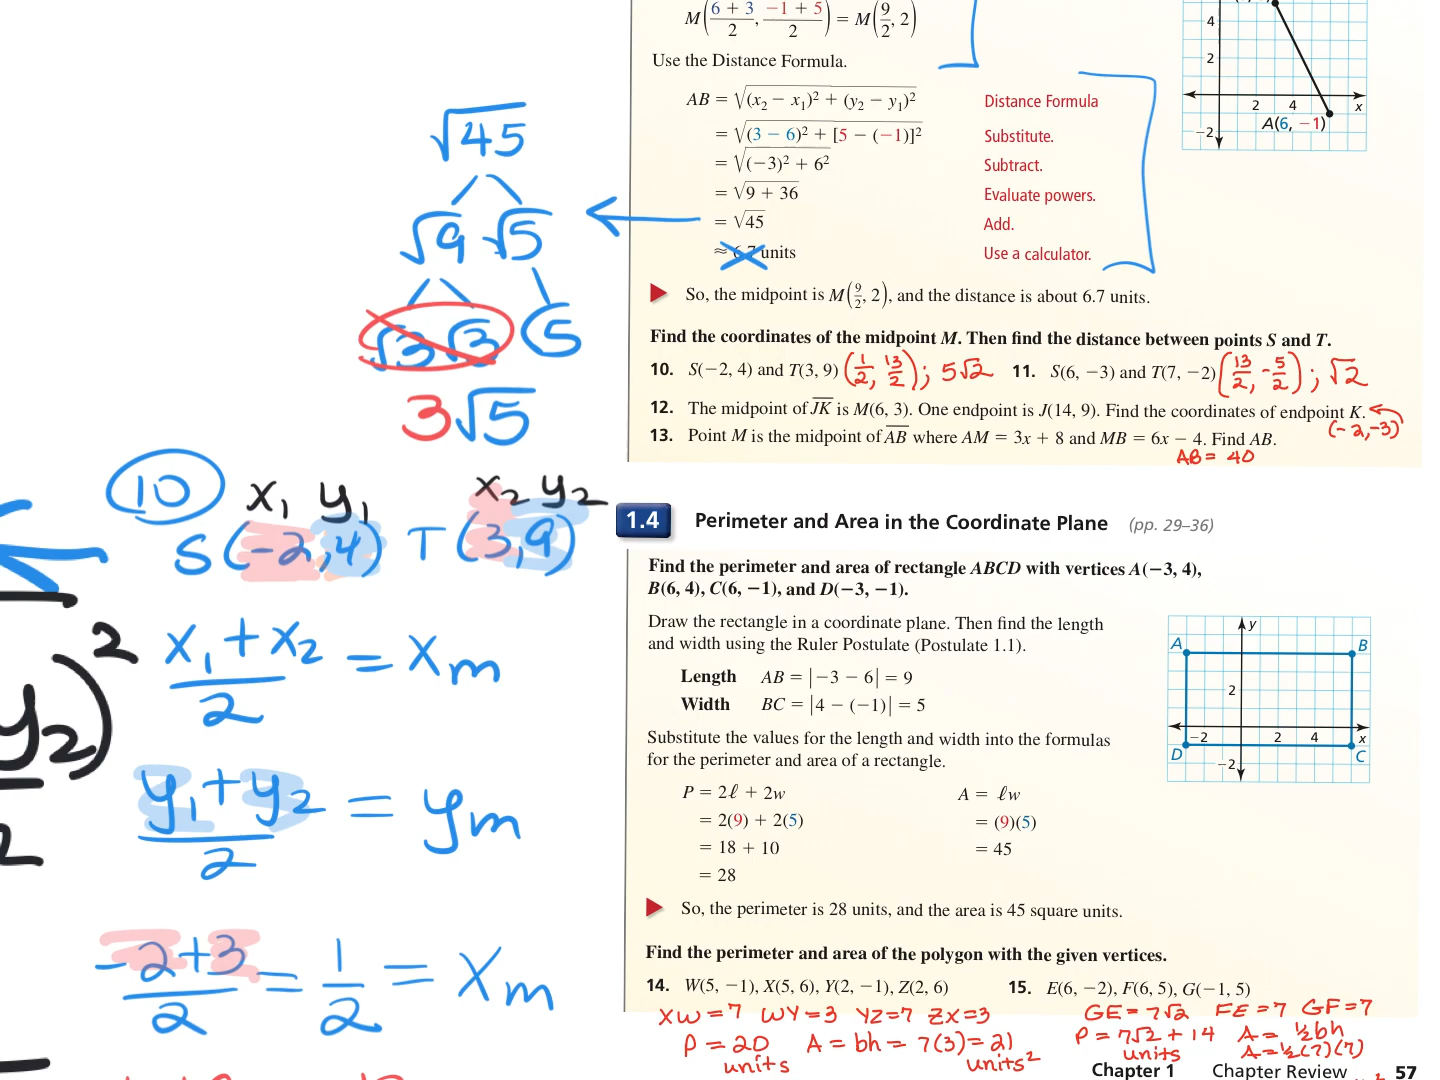 M((6 + 3)/2, (−1 + 5)/2) = M(9/2, 2)
Use the Distance Formula.
AB = √((x₂ − x₁)² + (y₂ − y₁)²) Distance Formula
= √((3 − 6)² + [5 − (−1)]²) Substitute.
= √((−3)² + 6²) Subtract.
= √(9 + 36) Evaluate powers.
= √45 Add.
units Use a calculator.
So, the midpoint is M(9/2, 2), and the distance is about 6.7 units.
4
2
2 4 x
−2
A(6, −1)
Find the coordinates of the midpoint M. Then find the distance between points S and T.
10. S(−2, 4) and T(3, 9) (1/2, 13/2); 5√2 11. S(6, −3) and T(7, −2) (13/2, -5/2); √2
12. The midpoint of JK is M(6, 3). One endpoint is J(14, 9). Find the coordinates of endpoint K.
(-2,-3)
13. Point M is the midpoint of AB where AM = 3x + 8 and MB = 6x − 4. Find AB.
AB = 40
√45
√9 √5
√3 √3 5
3√5
10 x₁ y₁ x₂ y₂
S(-2,4) T(3,9)
(x₁ + x₂)/2 = xm
y₂)²
2
(y₁ + y₂)/2 = ym
(-2+3)/2 = 1/2 = xm
1.4 Perimeter and Area in the Coordinate Plane (pp. 29–36)
Find the perimeter and area of rectangle ABCD with vertices A(−3, 4),
B(6, 4), C(6, −1), and D(−3, −1).
Draw the rectangle in a coordinate plane. Then find the length
and width using the Ruler Postulate (Postulate 1.1).
Length AB = |−3 − 6| = 9
Width BC = |4 − (−1)| = 5
Substitute the values for the length and width into the formulas
for the perimeter and area of a rectangle.
P = 2ℓ + 2w A = ℓw
= 2(9) + 2(5) = (9)(5)
= 18 + 10 = 45
= 28
So, the perimeter is 28 units, and the area is 45 square units.
y
A B
2
−2 2 4 x
D C
−2
Find the perimeter and area of the polygon with the given vertices.
14. W(5, −1), X(5, 6), Y(2, −1), Z(2, 6) 15. E(6, −2), F(6, 5), G(−1, 5)
XW = 7 WY = 3 YZ = 7 ZX = 3 GE = 7√2 FE = 7 GF = 7
P = 20 A = bh = 7(3) = 21 P = 7√2 + 14 A = ½bh
units units² units A = ½(7)(7)
Chapter 1 Chapter Review 57